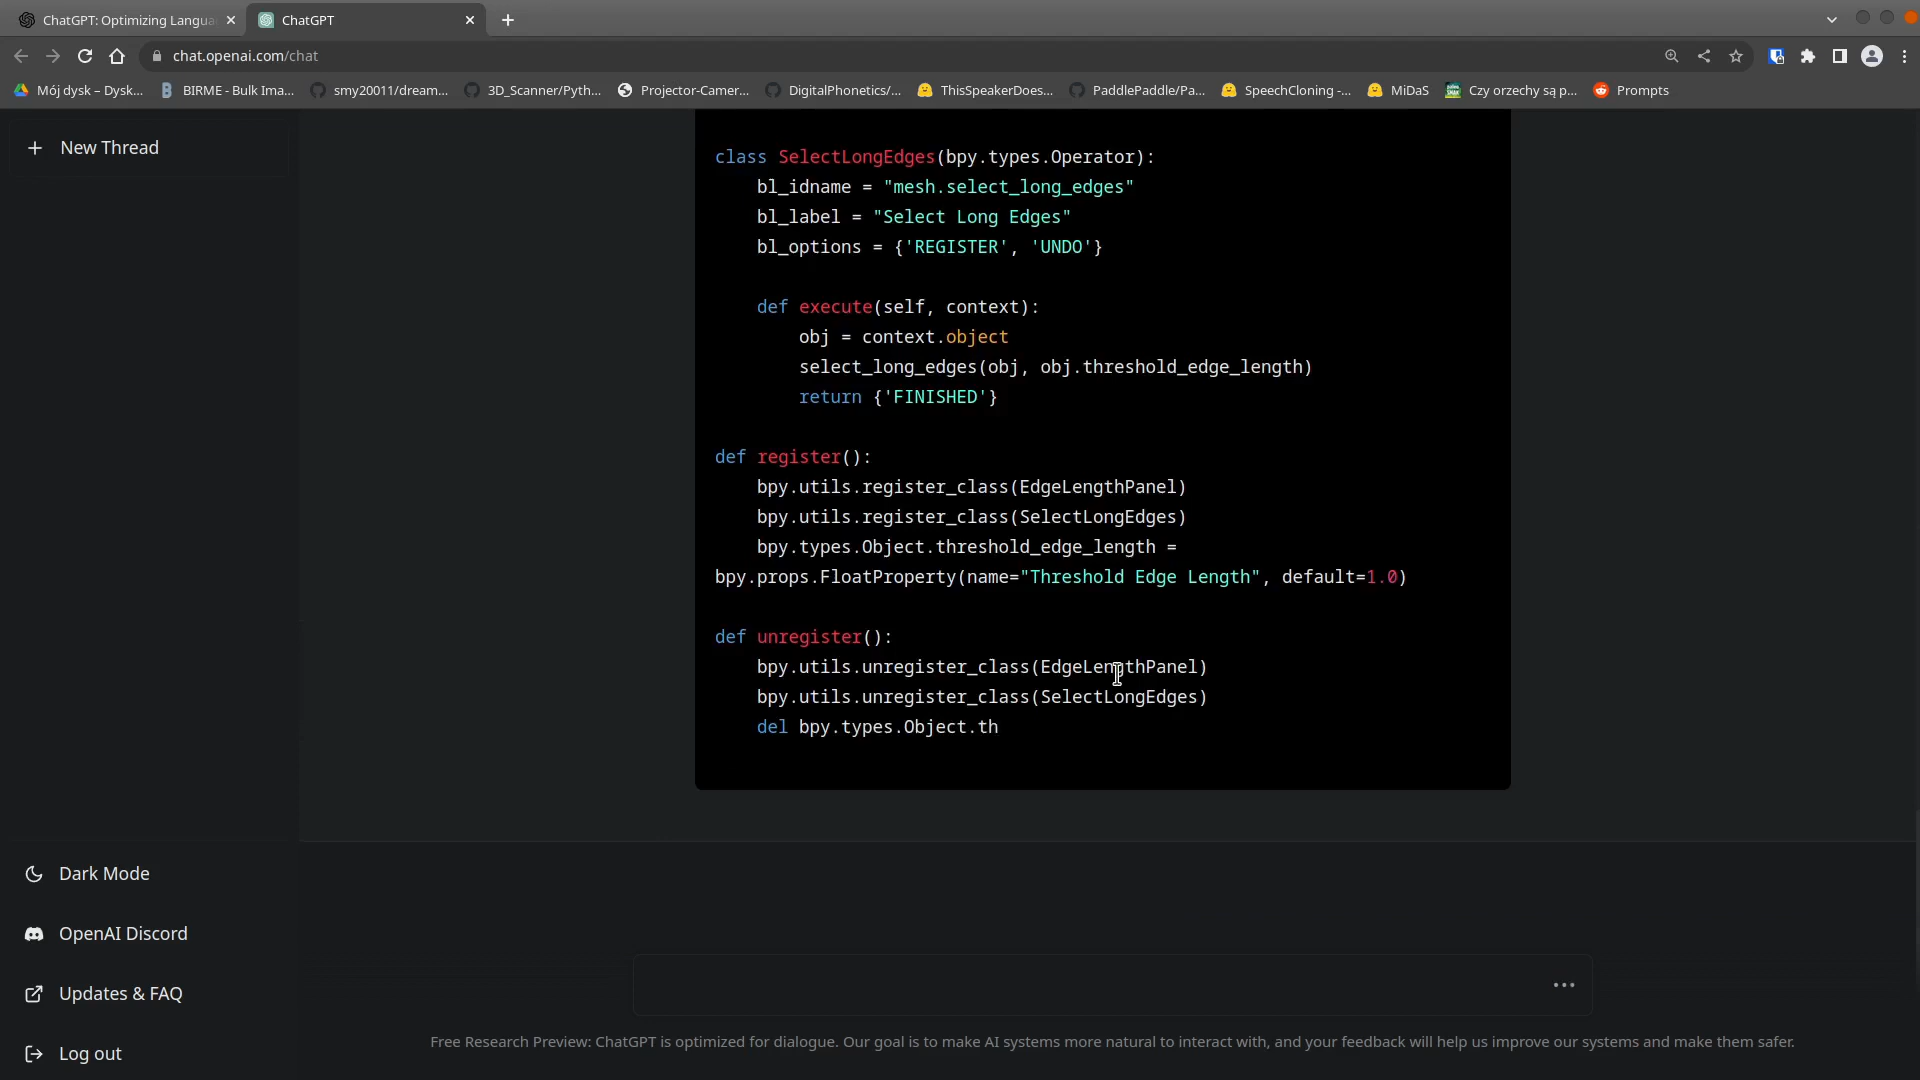 ChatGPT: Optimizing Langua
ChatGPT
chat.openai.com/chat
Mój dysk – Dysk...
BIRME - Bulk Ima...
smy20011/dream...
3D_Scanner/Pyth...
Projector-Camer...
DigitalPhonetics/...
ThisSpeakerDoes...
PaddlePaddle/Pa...
SpeechCloning -...
MiDaS
Czy orzechy są p...
Prompts
New Thread
class SelectLongEdges(bpy.types.Operator):
    bl_idname = "mesh.select_long_edges"
    bl_label = "Select Long Edges"
    bl_options = {'REGISTER', 'UNDO'}
    def execute(self, context):
        obj = context.object
        select_long_edges(obj, obj.threshold_edge_length)
        return {'FINISHED'}
def register():
    bpy.utils.register_class(EdgeLengthPanel)
    bpy.utils.register_class(SelectLongEdges)
    bpy.types.Object.threshold_edge_length =
bpy.props.FloatProperty(name="Threshold Edge Length", default=1.0)
def unregister():
    bpy.utils.unregister_class(EdgeLengthPanel)
    bpy.utils.unregister_class(SelectLongEdges)
    del bpy.types.Object.th
Dark Mode
OpenAI Discord
Updates & FAQ
Log out
Free Research Preview: ChatGPT is optimized for dialogue. Our goal is to make AI systems more natural to interact with, and your feedback will help us improve our systems and make them safer.